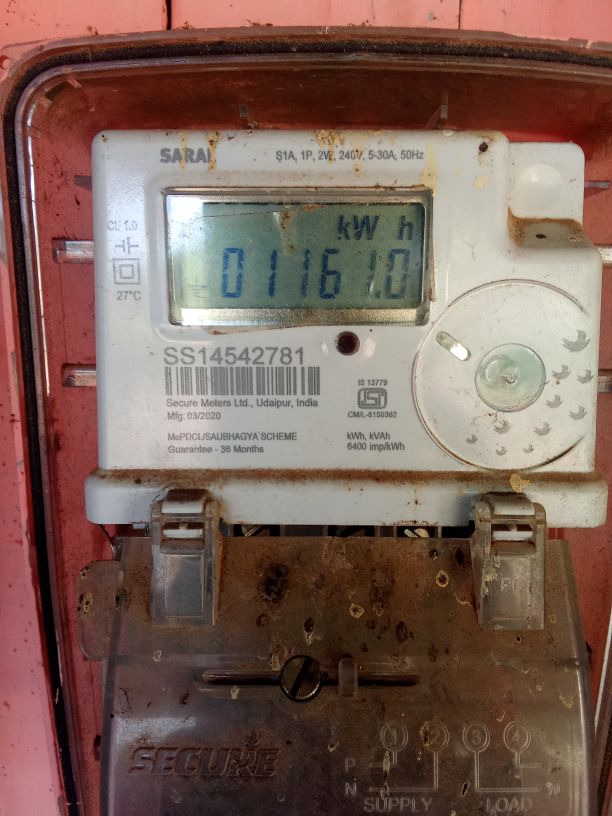 SARAL S1A, 1P, 2W, 240V, 5-30A, 50Hz
Cl. 1.0
kW h
01161.0
27°C
SS14542781
Secure Meters Ltd., Udaipur, India
Mfg: 03/2020
IS 13779
CM/L-8150362
MePDCL/SAUBHAGYA SCHEME
Guarantee - 36 Months
kWh, kVAh
6400 imp/kWh
SECURE
1 2 3 4
P P
N N
SUPPLY LOAD